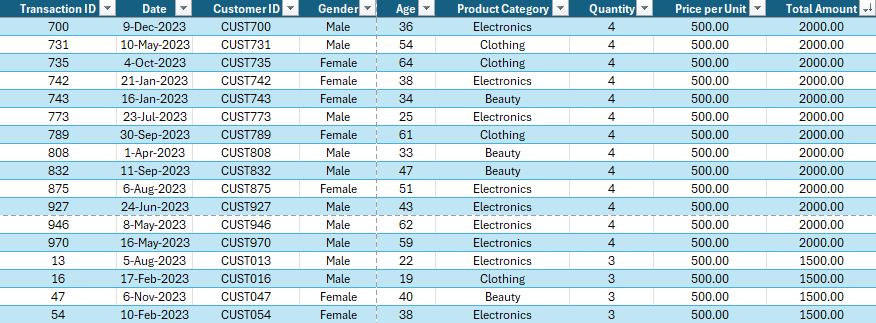 Transaction ID Date Customer ID Gender Age Product Category Quantity Price per Unit Total Amount
700 9-Dec-2023 CUST700 Male 36 Electronics 4 500.00 2000.00
731 10-May-2023 CUST731 Male 54 Clothing 4 500.00 2000.00
735 4-Oct-2023 CUST735 Female 64 Clothing 4 500.00 2000.00
742 21-Jan-2023 CUST742 Female 38 Electronics 4 500.00 2000.00
743 16-Jan-2023 CUST743 Female 34 Beauty 4 500.00 2000.00
773 23-Jul-2023 CUST773 Male 25 Electronics 4 500.00 2000.00
789 30-Sep-2023 CUST789 Female 61 Clothing 4 500.00 2000.00
808 1-Apr-2023 CUST808 Male 33 Beauty 4 500.00 2000.00
832 11-Sep-2023 CUST832 Male 47 Beauty 4 500.00 2000.00
875 6-Aug-2023 CUST875 Female 51 Electronics 4 500.00 2000.00
927 24-Jun-2023 CUST927 Male 43 Electronics 4 500.00 2000.00
946 8-May-2023 CUST946 Male 62 Electronics 4 500.00 2000.00
970 16-May-2023 CUST970 Male 59 Electronics 4 500.00 2000.00
13 5-Aug-2023 CUST013 Male 22 Electronics 3 500.00 1500.00
16 17-Feb-2023 CUST016 Male 19 Clothing 3 500.00 1500.00
47 6-Nov-2023 CUST047 Female 40 Beauty 3 500.00 1500.00
54 10-Feb-2023 CUST054 Female 38 Electronics 3 500.00 1500.00